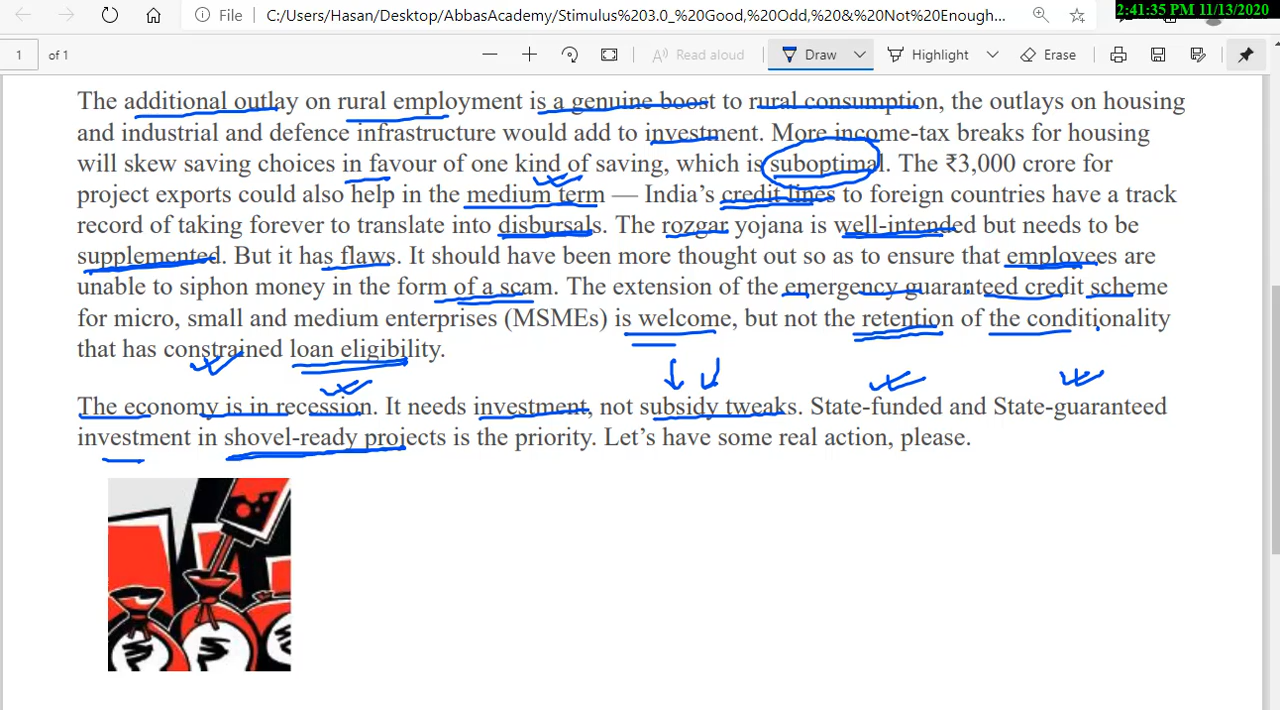 2:41:35 PM 11/13/2020
File C:/Users/Hasan/Desktop/AbbasAcademy/Stimulus%203.0_%20Good,%20Odd,%20&%20Not%20Enough...
1 of 1 Read aloud Draw Highlight Erase
The additional outlay on rural employment is a genuine boost to rural consumption, the outlays on housing
and industrial and defence infrastructure would add to investment. More income-tax breaks for housing
will skew saving choices in favour of one kind of saving, which is suboptimal. The ₹3,000 crore for
project exports could also help in the medium term — India's credit lines to foreign countries have a track
record of taking forever to translate into disbursals. The rozgar yojana is well-intended but needs to be
supplemented. But it has flaws. It should have been more thought out so as to ensure that employees are
unable to siphon money in the form of a scam. The extension of the emergency guaranteed credit scheme
for micro, small and medium enterprises (MSMEs) is welcome, but not the retention of the conditionality
that has constrained loan eligibility.
The economy is in recession. It needs investment, not subsidy tweaks. State-funded and State-guaranteed
investment in shovel-ready projects is the priority. Let's have some real action, please.
₹ ₹ ₹